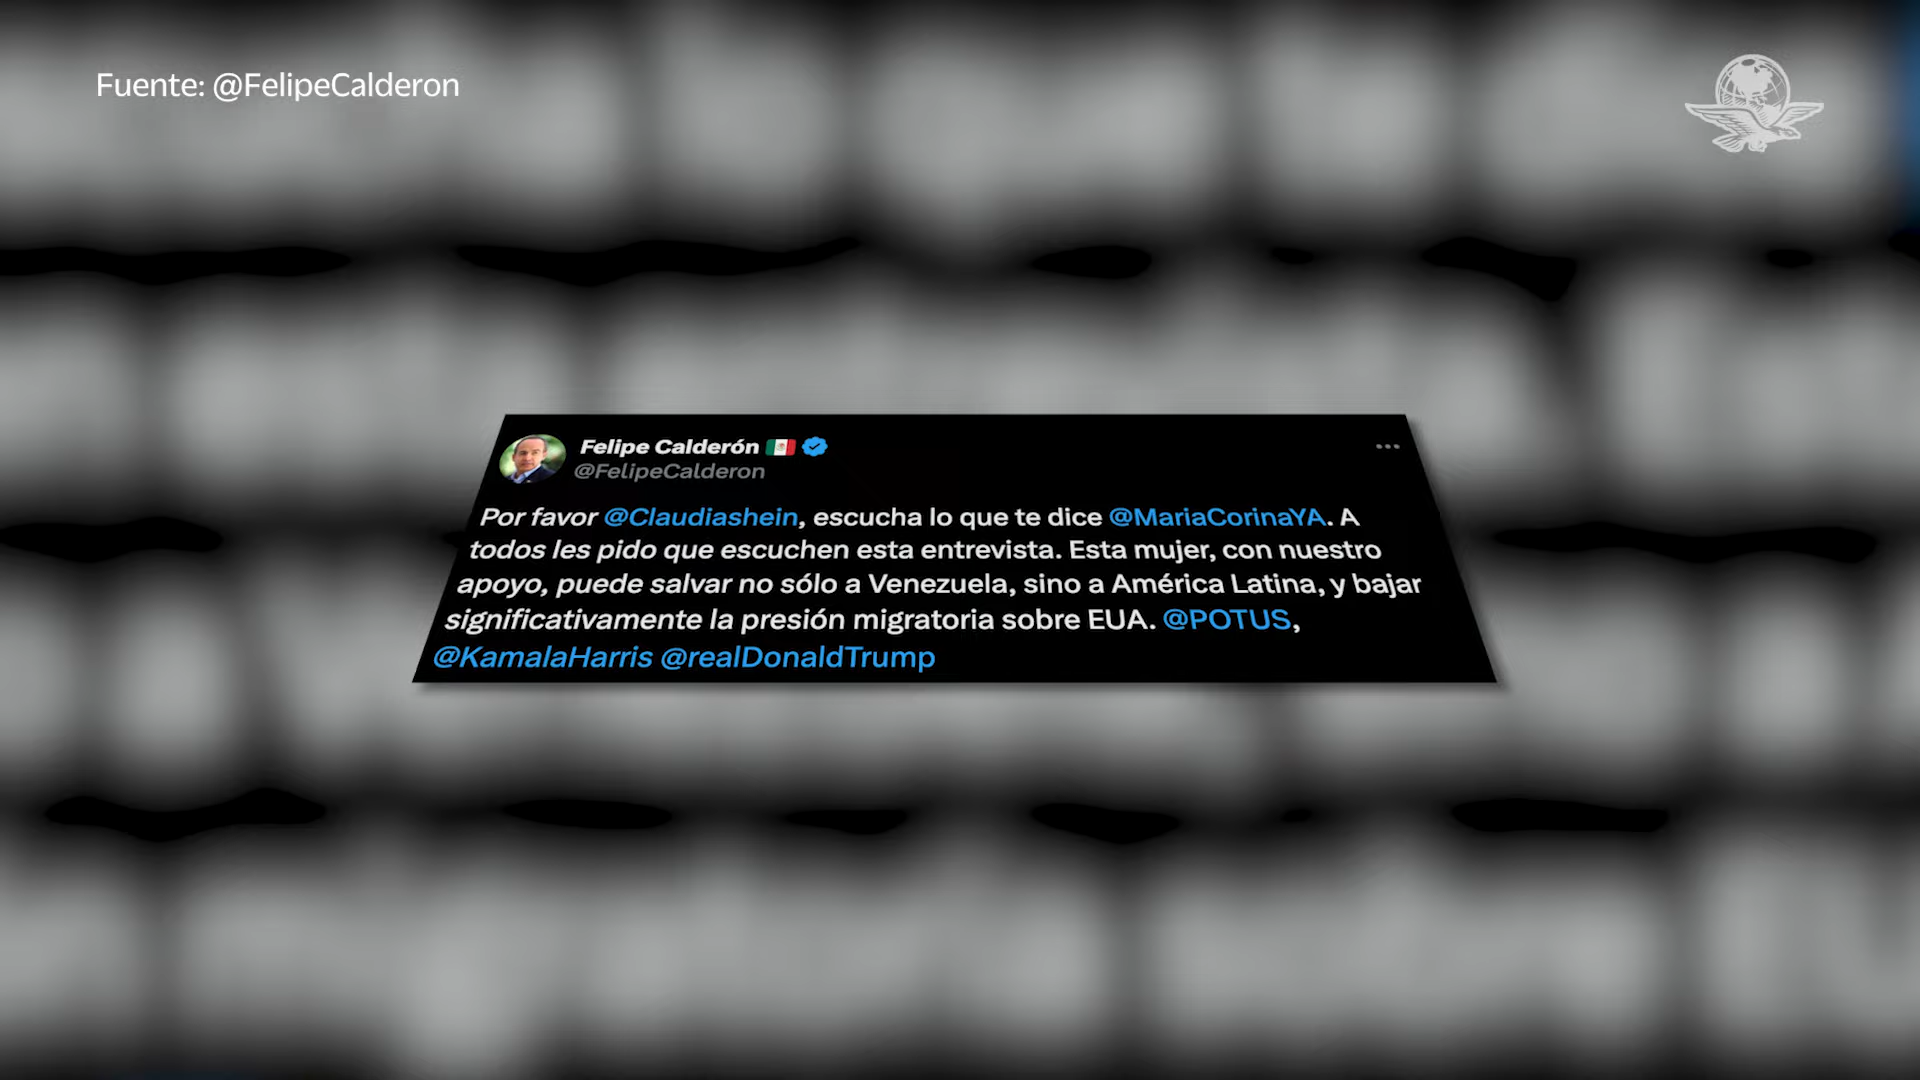 Fuente: @FelipeCalderon
Felipe Calderón
@FelipeCalderon
Por favor @Claudiashein, escucha lo que te dice @MariaCorinaYA. A
todos les pido que escuchen esta entrevista. Esta mujer, con nuestro
apoyo, puede salvar no sólo a Venezuela, sino a América Latina, y bajar
significativamente la presión migratoria sobre EUA. @POTUS,
@KamalaHarris @realDonaldTrump